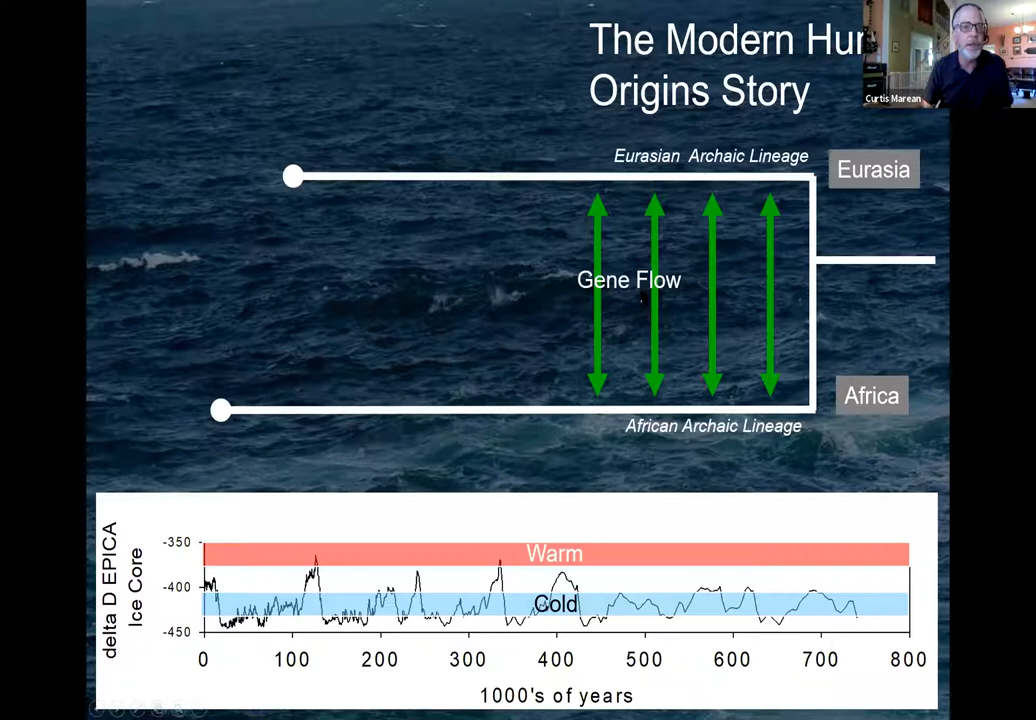 The Modern Hu
Origins Story
Curtis Marean
Eurasian Archaic Lineage
Eurasia
Gene Flow
Africa
African Archaic Lineage
delta D EPICA
Ice Core
-350
-400
-450
Warm
Cold
0 100 200 300 400 500 600 700 800
1000's of years